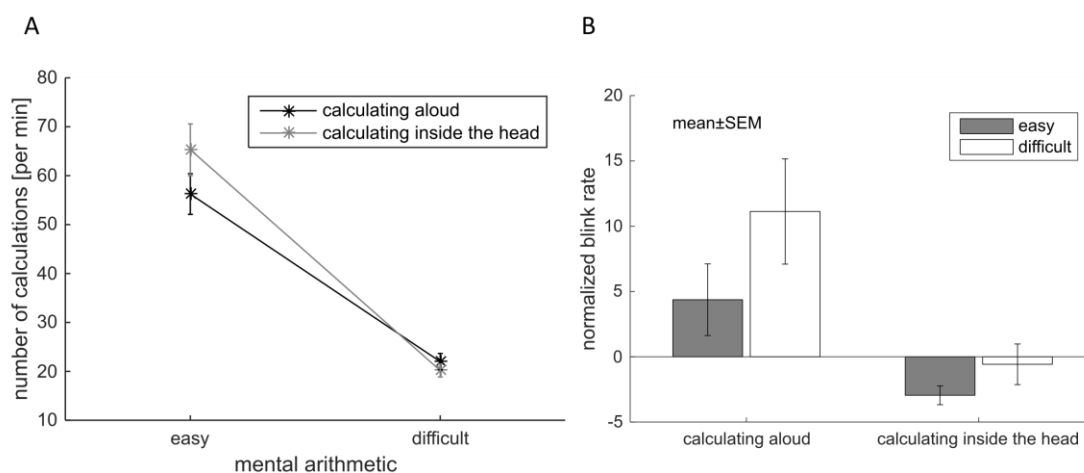 A
number of calculations [per min]
80
70
60
50
40
30
20
10
calculating aloud
calculating inside the head
easy
difficult
mental arithmetic
B
normalized blink rate
20
15
10
5
0
-5
mean±SEM
easy
difficult
calculating aloud
calculating inside the head